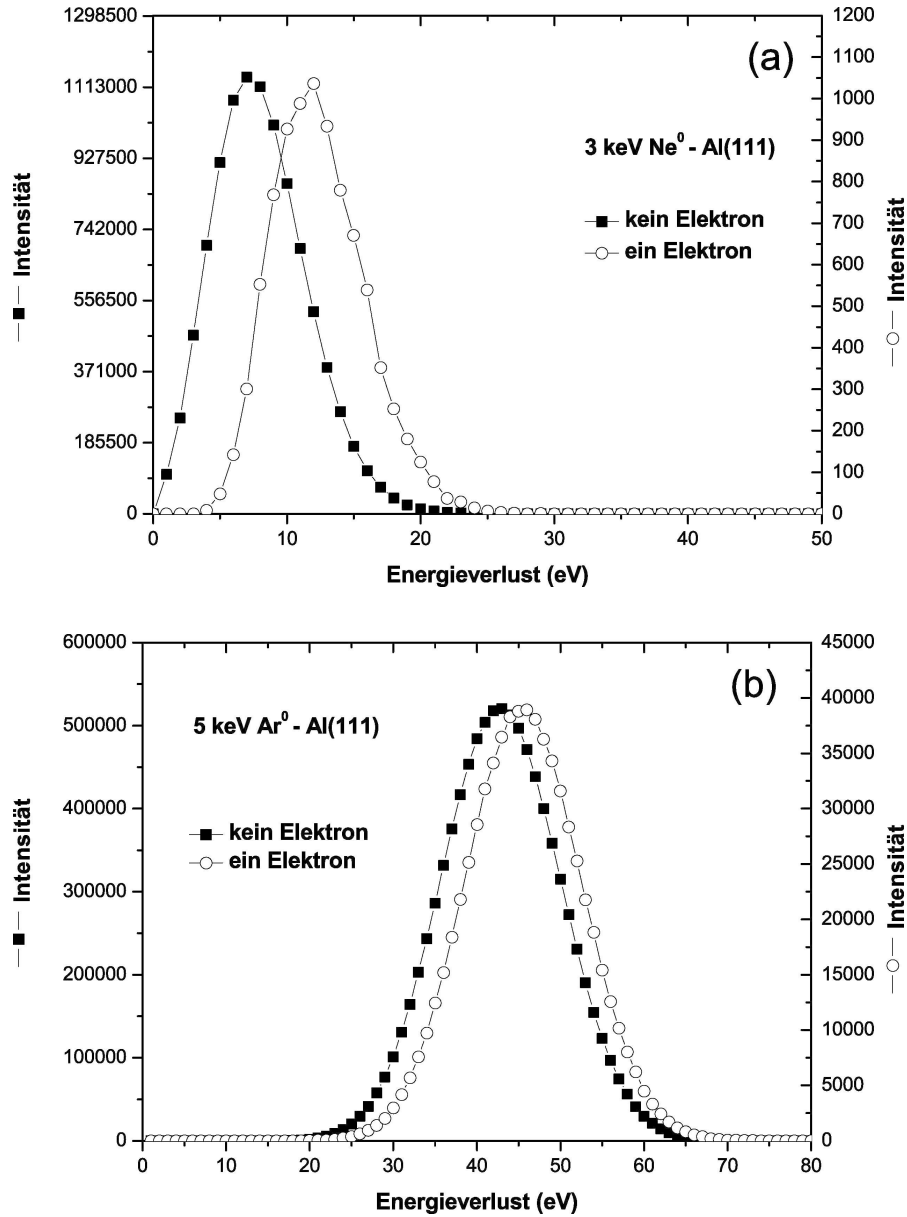 (a)
3 keV Ne⁰ - Al(111)
kein Elektron
ein Elektron
Intensität
1298500
1113000
927500
742000
556500
371000
185500
0
Intensität
1200
1100
1000
900
800
700
600
500
400
300
200
100
0
0 10 20 30 40 50
Energieverlust (eV)
(b)
5 keV Ar⁰ - Al(111)
kein Elektron
ein Elektron
Intensität
600000
500000
400000
300000
200000
100000
0
Intensität
45000
40000
35000
30000
25000
20000
15000
10000
5000
0
0 10 20 30 40 50 60 70 80
Energieverlust (eV)